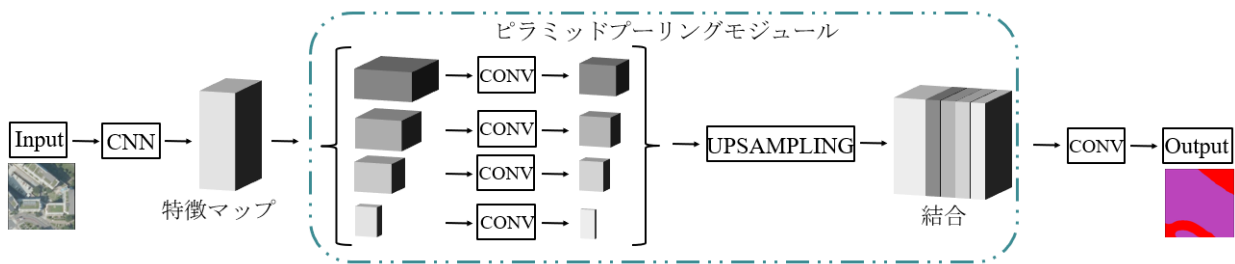 ピラミッドプーリングモジュール
Input
CNN
特徴マップ
CONV
CONV
CONV
CONV
UPSAMPLING
結合
CONV
Output